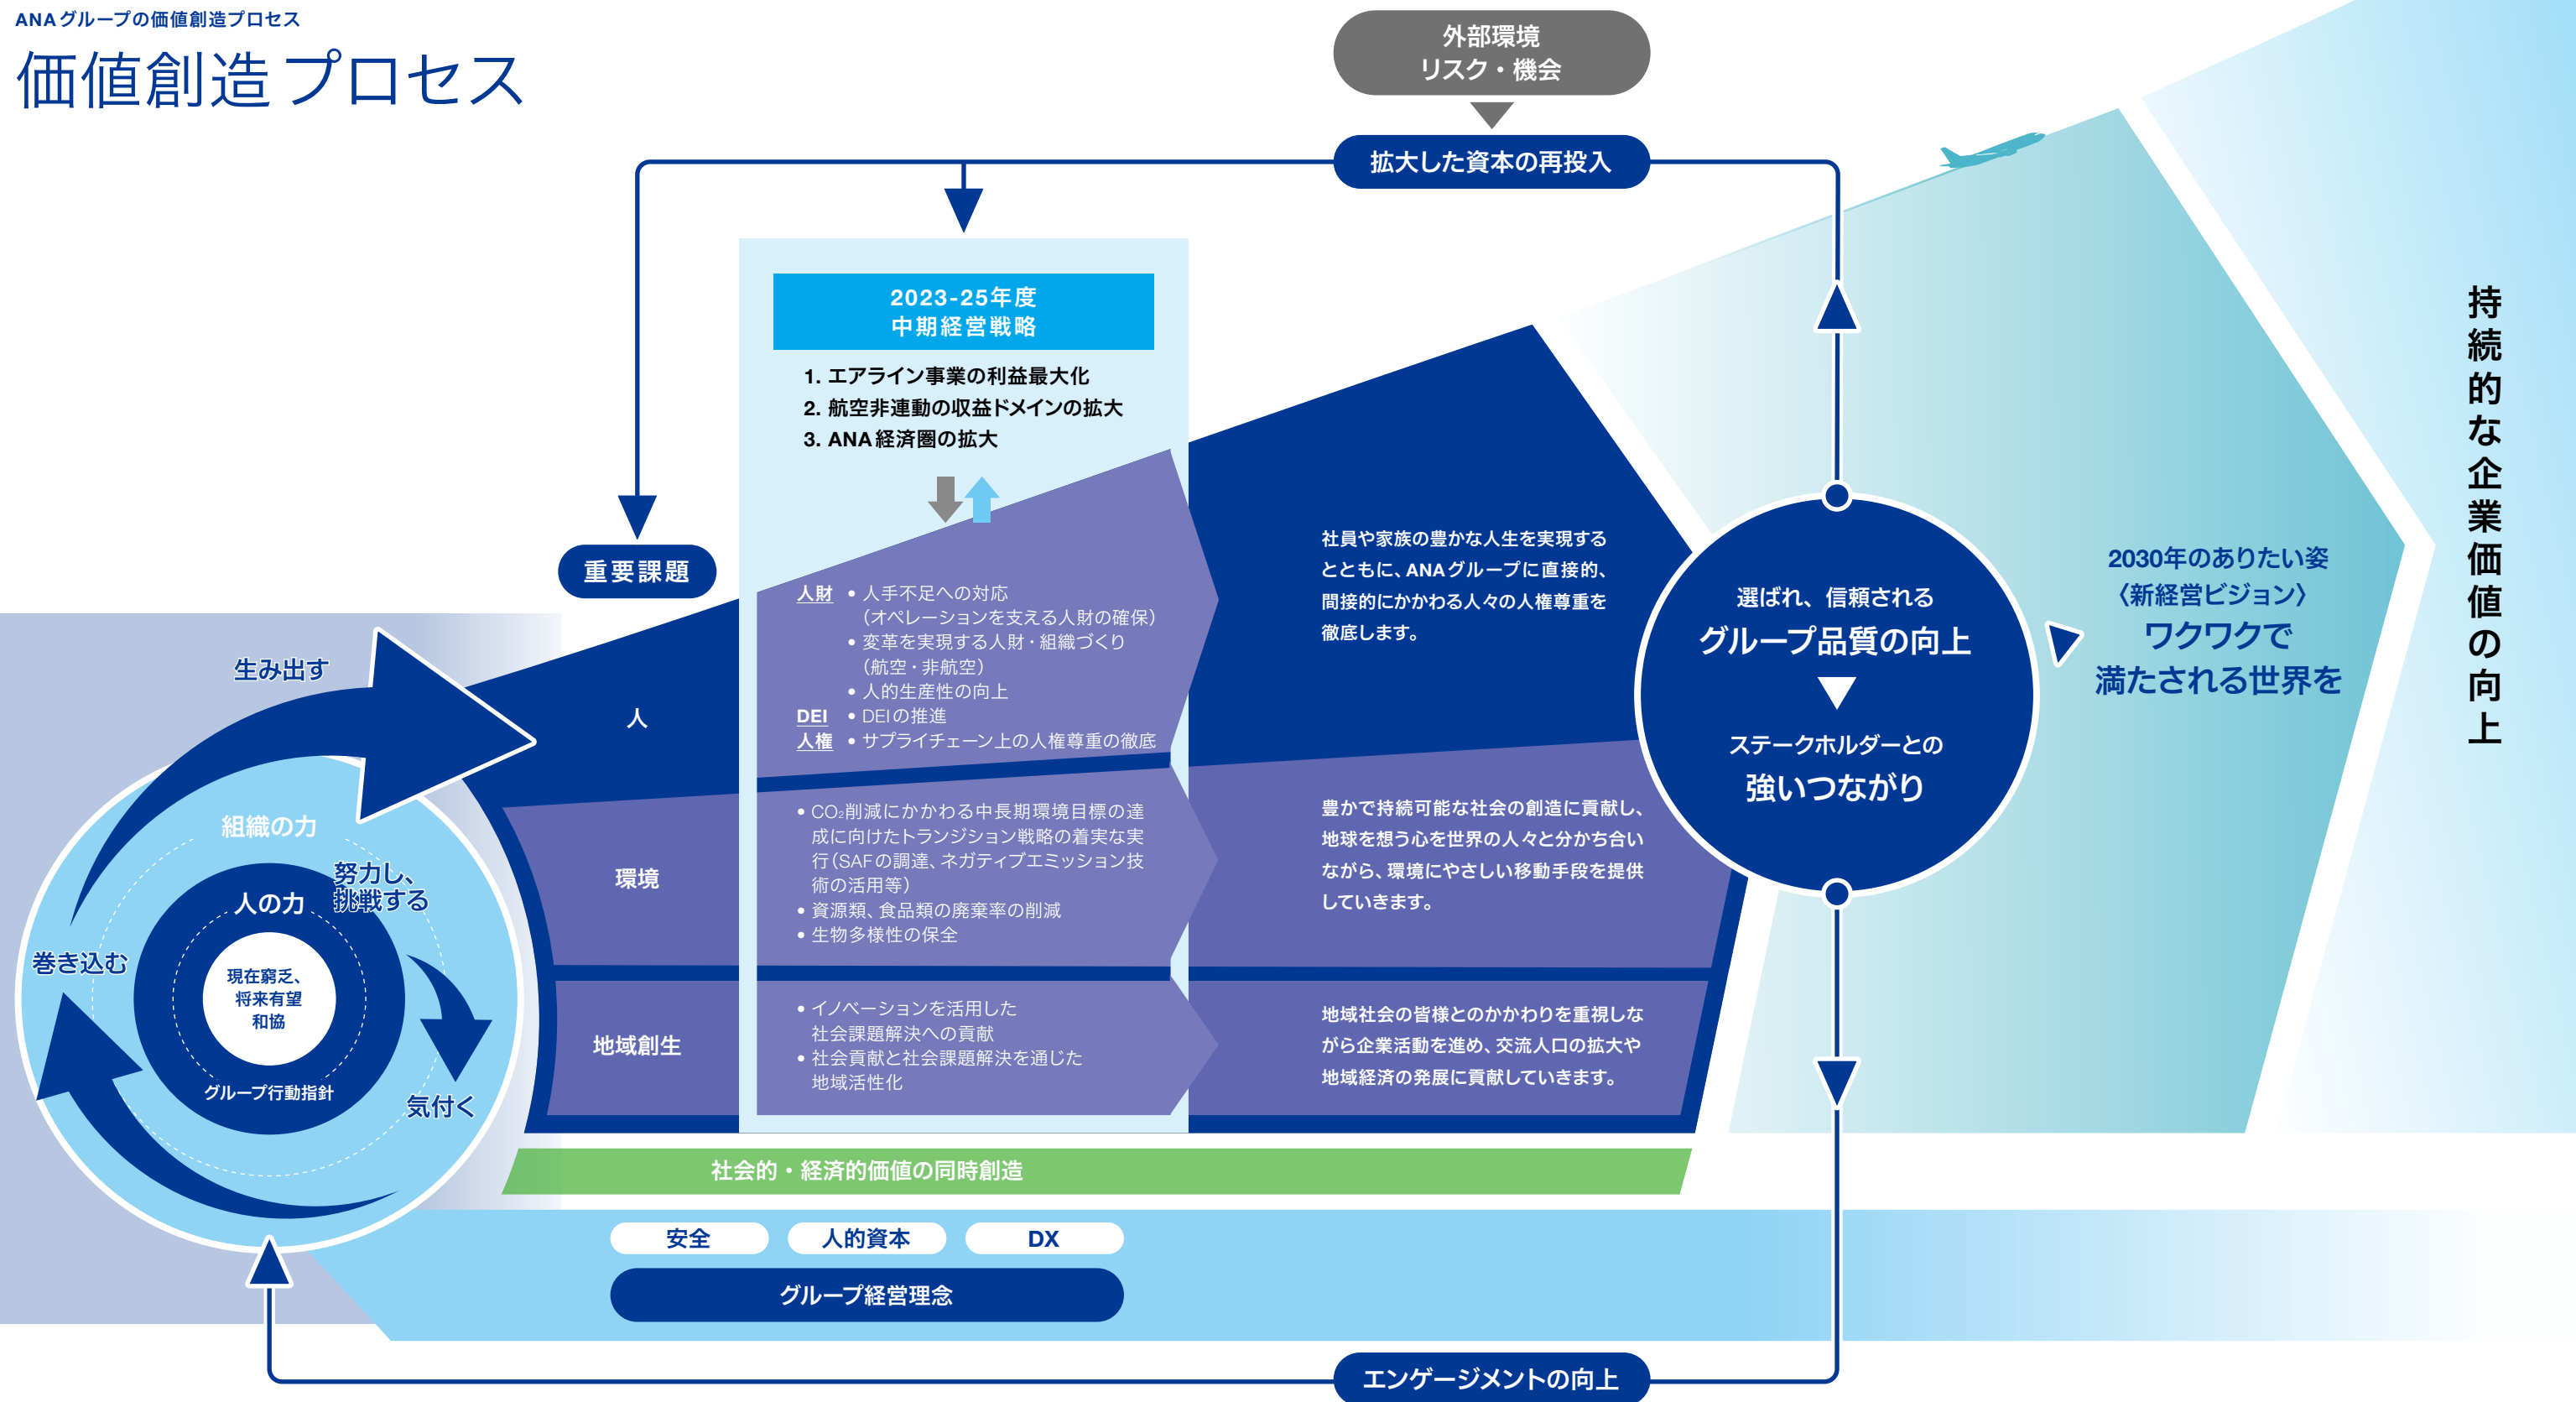 ANAグループの価値創造プロセス
価値創造プロセス
外部環境
リスク・機会
拡大した資本の再投入
2023-25年度
中期経営戦略
1. エアライン事業の利益最大化
2. 航空非連動の収益ドメインの拡大
3. ANA経済圏の拡大
重要課題
人
人財 • 人手不足への対応
（オペレーションを支える人財の確保）
• 変革を実現する人財・組織づくり
（航空・非航空）
• 人的生産性の向上
DEI • DEIの推進
人権 • サプライチェーン上の人権尊重の徹底
社員や家族の豊かな人生を実現する
とともに、ANAグループに直接的、
間接的にかかわる人々の人権尊重を
徹底します。
環境
• CO₂削減にかかわる中長期環境目標の達
成に向けたトランジション戦略の着実な実
行（SAFの調達、ネガティブエミッション技
術の活用等）
• 資源類、食品類の廃棄率の削減
• 生物多様性の保全
豊かで持続可能な社会の創造に貢献し、
地球を想う心を世界の人々と分かち合い
ながら、環境にやさしい移動手段を提供
していきます。
地域創生
• イノベーションを活用した
社会課題解決への貢献
• 社会貢献と社会課題解決を通じた
地域活性化
地域社会の皆様とのかかわりを重視しな
がら企業活動を進め、交流人口の拡大や
地域経済の発展に貢献していきます。
生み出す
組織の力
努力し、
挑戦する
人の力
巻き込む
現在窮乏、
将来有望
和協
グループ行動指針
気付く
選ばれ、信頼される
グループ品質の向上
ステークホルダーとの
強いつながり
2030年のありたい姿
〈新経営ビジョン〉
ワクワクで
満たされる世界を
持続的な企業価値の向上
社会的・経済的価値の同時創造
安全
人的資本
DX
グループ経営理念
エンゲージメントの向上